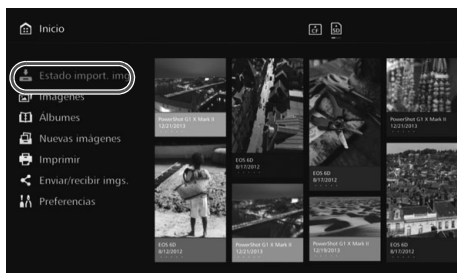 Inicio
CF
SD
Estado import. img
Imágenes
Álbumes
Nuevas imágenes
Imprimir
Enviar/recibir imgs.
Preferencias
PowerShot G1 X Mark II
12/21/2013
EOS 6D
8/12/2012
EOS 6D
8/17/2012
PowerShot G1 X Mark II
12/21/2013
EOS 6D
8/17/2012
PowerShot G1 X Mark II
12/19/2013
PowerShot G1 X Mark II
12/21/2013
EOS 6D
8/17/2012